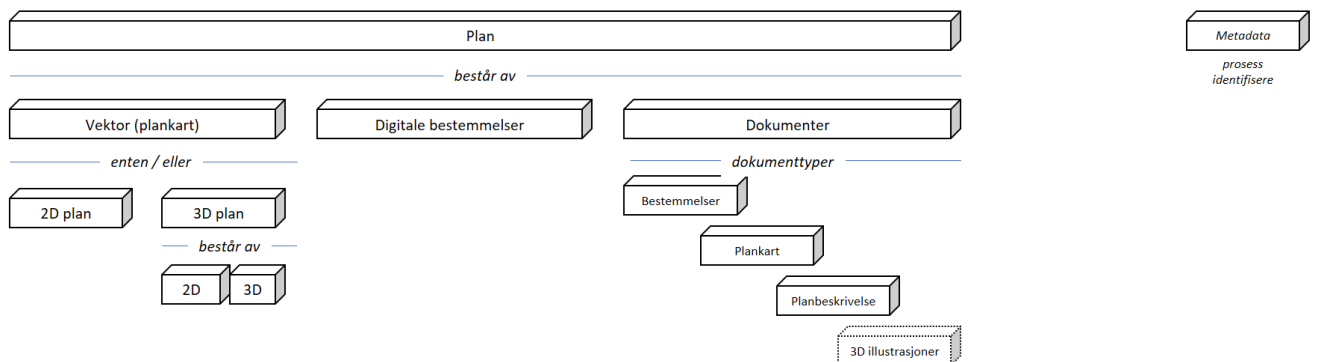 Plan
Metadata
prosess
identifisere
består av
Vektor (plankart)
Digitale bestemmelser
Dokumenter
enten / eller
dokumenttyper
2D plan
3D plan
Bestemmelser
består av
Plankart
2D
3D
Planbeskrivelse
3D illustrasjoner